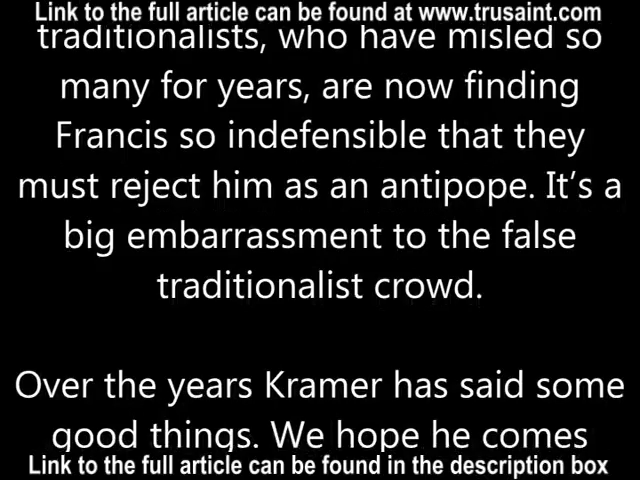 Link to the full article can be found at www.trusaint.com
traditionalists, who have misled so
many for years, are now finding
Francis so indefensible that they
must reject him as an antipope. It’s a
big embarrassment to the false
traditionalist crowd.
Over the years Kramer has said some
good things. We hope he comes
Link to the full article can be found in the description box